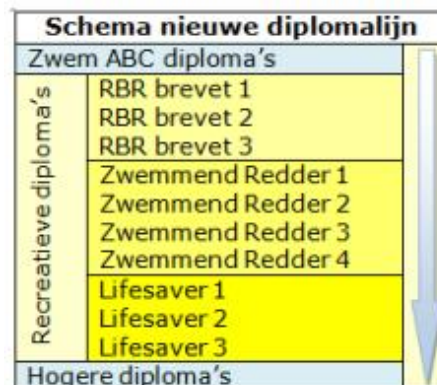 Schema nieuwe diplomalijn
Zwem ABC diploma's
Recreatieve diploma's
RBR brevet 1
RBR brevet 2
RBR brevet 3
Zwemmend Redder 1
Zwemmend Redder 2
Zwemmend Redder 3
Zwemmend Redder 4
Lifesaver 1
Lifesaver 2
Lifesaver 3
Hogere diploma's